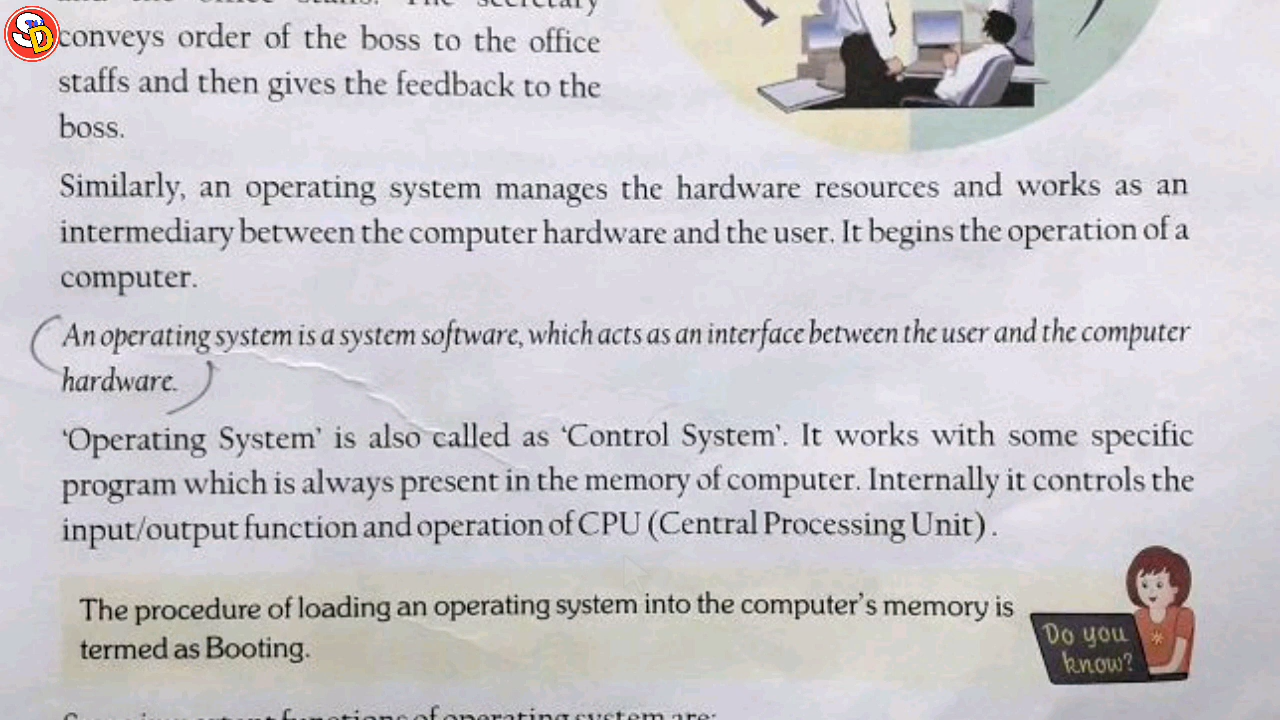 SD
conveys order of the boss to the office
staffs and then gives the feedback to the
boss.
Similarly, an operating system manages the hardware resources and works as an
intermediary between the computer hardware and the user. It begins the operation of a
computer.
An operating system is a system software, which acts as an interface between the user and the computer
hardware.
'Operating System' is also called as 'Control System'. It works with some specific
program which is always present in the memory of computer. Internally it controls the
input/output function and operation of CPU (Central Processing Unit).
The procedure of loading an operating system into the computer's memory is
termed as Booting.
Do you
know?
functions of operating system are: